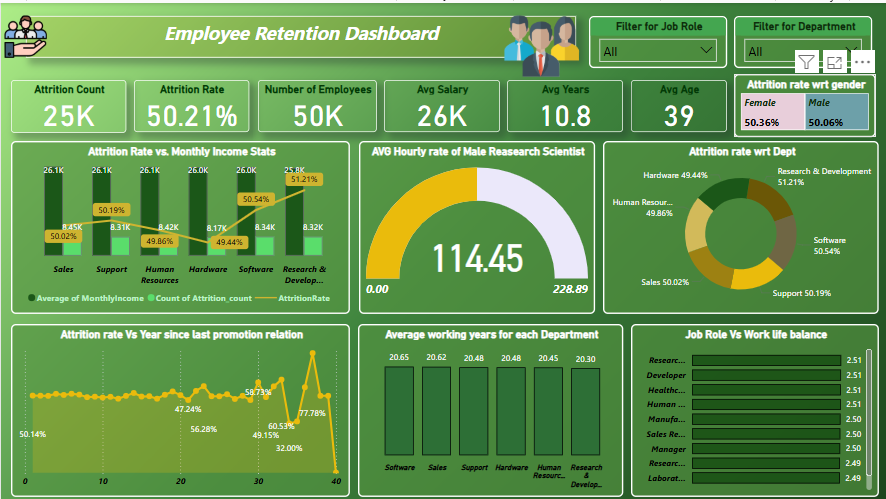 Employee Retention Dashboard
Filter for Job Role
All
Filter for Department
All
Attrition Count
25K
Attrition Rate
50.21%
Number of Employees
50K
Avg Salary
26K
Avg Years
10.8
Avg Age
39
Attrition rate wrt gender
Female
50.36%
Male
50.06%
Attrition Rate vs. Monthly Income Stats
26.1K 26.1K 26.1K 26.0K 26.0K 25.8K
8.45K 8.31K 8.42K 8.17K 8.34K 8.32K
50.02% 50.19% 49.86% 49.44% 50.54% 51.21%
Sales Support Human Resources Hardware Software Research & Develop...
Average of MonthlyIncome Count of Attrition_count AttritionRate
AVG Hourly rate of Male Reasearch Scientist
114.45
0.00 228.89
Attrition rate wrt Dept
Hardware 49.44%
Research & Development
51.21%
Human Resour...
49.86%
Software
50.54%
Sales 50.02%
Support 50.19%
Attrition rate Vs Year since last promotion relation
50.14%
47.24%
56.28%
58.73%
49.15%
60.53%
32.00%
77.78%
0 10 20 30 40
Average working years for each Department
20.65 20.62 20.48 20.48 20.45 20.30
Software Sales Support Hardware Human Resourc... Research & Develop...
Job Role Vs Work life balance
Researc... 2.51
Developer 2.51
Healthc... 2.51
Human ... 2.51
Manufa... 2.50
Sales Re... 2.50
Manager 2.50
Researc... 2.49
Laborat... 2.49